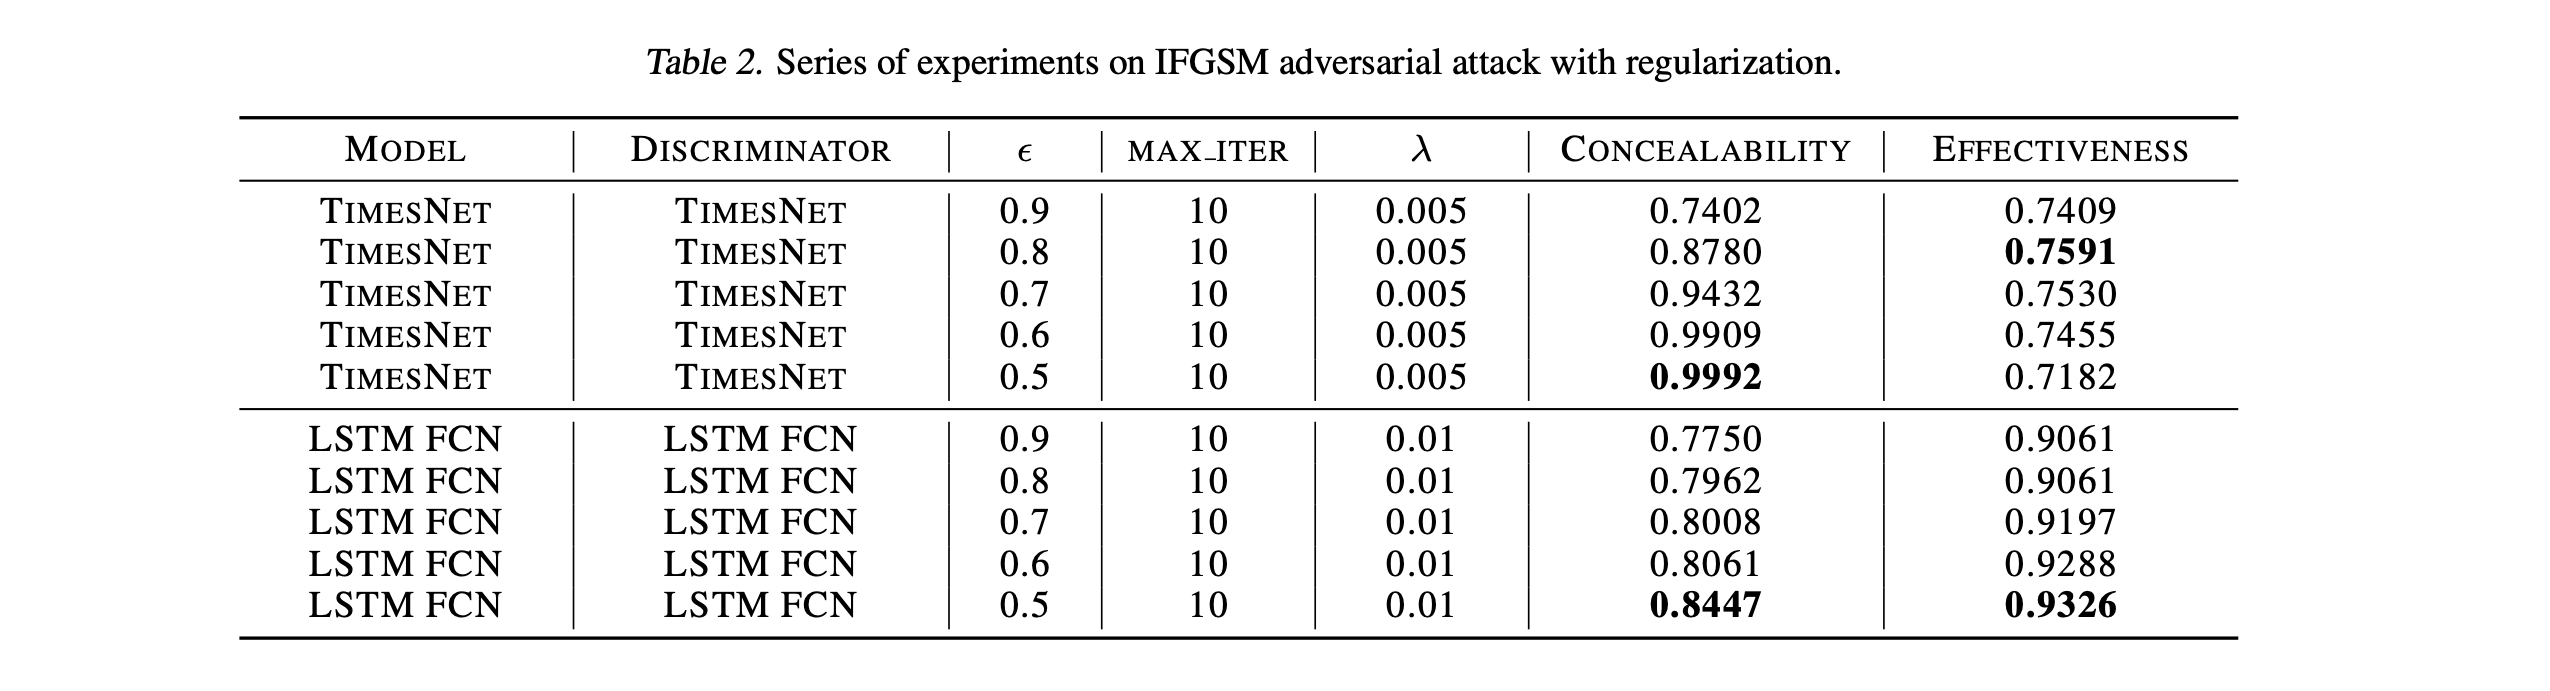 Table 2. Series of experiments on IFGSM adversarial attack with regularization.
MODEL DISCRIMINATOR ϵ MAX_ITER λ CONCEALABILITY EFFECTIVENESS
TIMESNET TIMESNET 0.9 10 0.005 0.7402 0.7409
TIMESNET TIMESNET 0.8 10 0.005 0.8780 0.7591
TIMESNET TIMESNET 0.7 10 0.005 0.9432 0.7530
TIMESNET TIMESNET 0.6 10 0.005 0.9909 0.7455
TIMESNET TIMESNET 0.5 10 0.005 0.9992 0.7182
LSTM FCN LSTM FCN 0.9 10 0.01 0.7750 0.9061
LSTM FCN LSTM FCN 0.8 10 0.01 0.7962 0.9061
LSTM FCN LSTM FCN 0.7 10 0.01 0.8008 0.9197
LSTM FCN LSTM FCN 0.6 10 0.01 0.8061 0.9288
LSTM FCN LSTM FCN 0.5 10 0.01 0.8447 0.9326